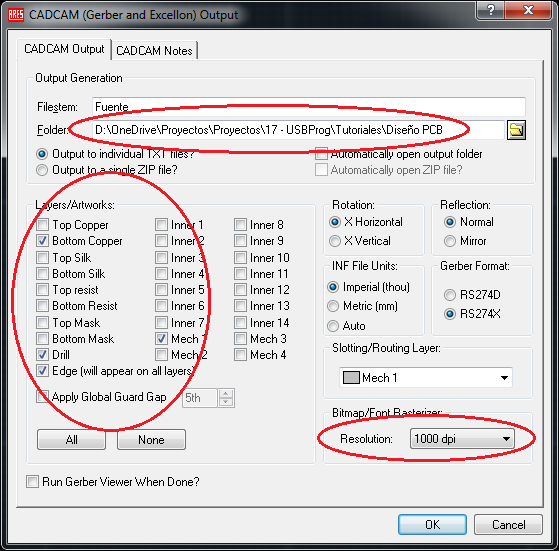 ARES CADCAM (Gerber and Excellon) Output
CADCAM Output CADCAM Notes
Output Generation
Filestem: Fuente
Folder: D:\OneDrive\Proyectos\Proyectos\17 - USBProg\Tutoriales\Diseño PCB
Output to individual TXT files? Automatically open output folder
Output to a single ZIP file? Automatically open ZIP file?
Layers/Artworks:
Top Copper Inner 1 Inner 8
Bottom Copper Inner 2 Inner 9
Top Silk Inner 3 Inner 10
Bottom Silk Inner 4 Inner 11
Top resist Inner 5 Inner 12
Bottom Resist Inner 6 Inner 13
Top Mask Inner 7 Inner 14
Bottom Mask Mech 1 Mech 3
Drill Mech 2 Mech 4
Edge (will appear on all layers)
Apply Global Guard Gap 5th
All None
Rotation:
X Horizontal
X Vertical
Reflection:
Normal
Mirror
INF File Units:
Imperial (thou)
Metric (mm)
Auto
Gerber Format:
RS274D
RS274X
Slotting/Routing Layer:
Mech 1
Bitmap/Font Rasterizer:
Resolution: 1000 dpi
Run Gerber Viewer When Done?
OK Cancel